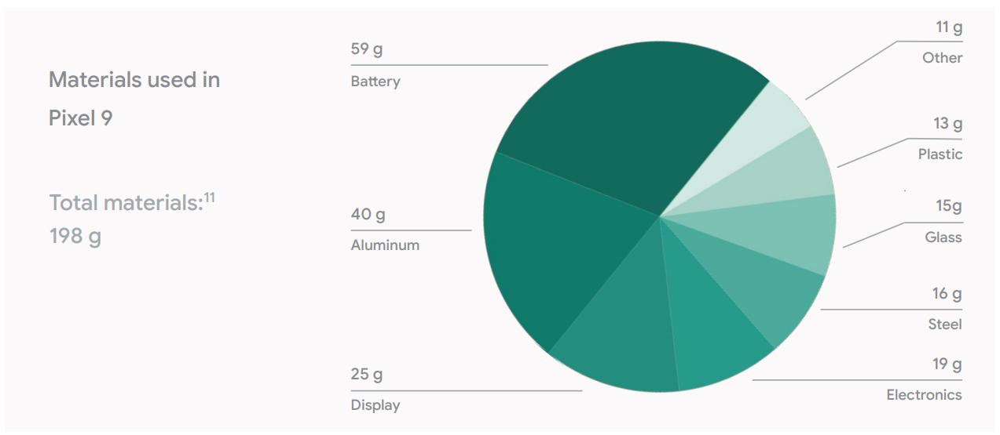 Materials used in
Pixel 9
Total materials:¹¹
198 g
59 g
Battery
40 g
Aluminum
25 g
Display
11 g
Other
13 g
Plastic
15g
Glass
16 g
Steel
19 g
Electronics